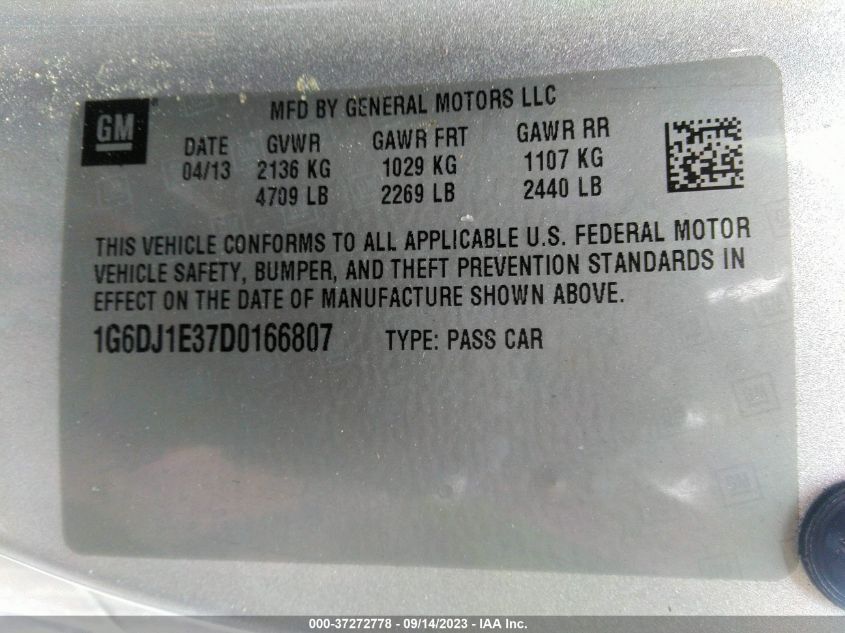 GM
MFD BY GENERAL MOTORS LLC
DATE GVWR GAWR FRT GAWR RR
04/13 2136 KG 1029 KG 1107 KG
4709 LB 2269 LB 2440 LB
THIS VEHICLE CONFORMS TO ALL APPLICABLE U.S. FEDERAL MOTOR
VEHICLE SAFETY, BUMPER, AND THEFT PREVENTION STANDARDS IN
EFFECT ON THE DATE OF MANUFACTURE SHOWN ABOVE.
1G6DJ1E37D0166807 TYPE: PASS CAR
000-37272778 - 09/14/2023 - IAA Inc.